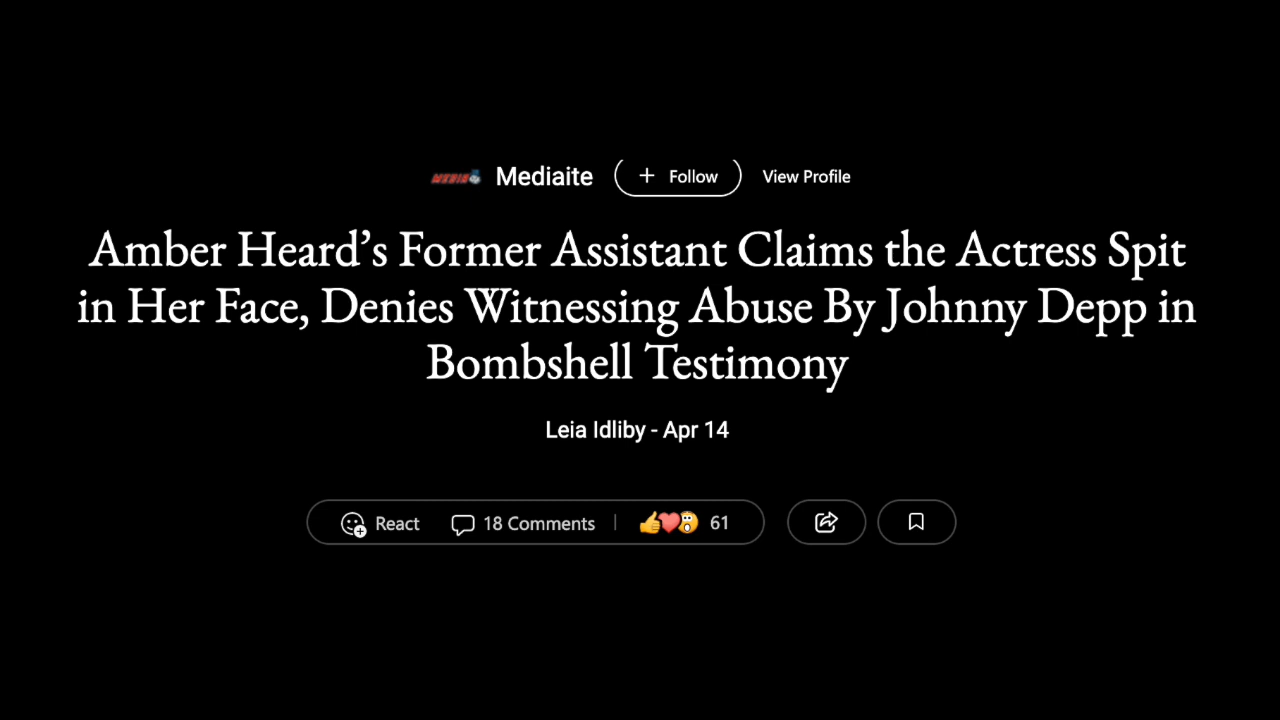 Mediaite + Follow View Profile
Amber Heard’s Former Assistant Claims the Actress Spit
in Her Face, Denies Witnessing Abuse By Johnny Depp in
Bombshell Testimony
Leia Idliby - Apr 14
React 18 Comments | 61